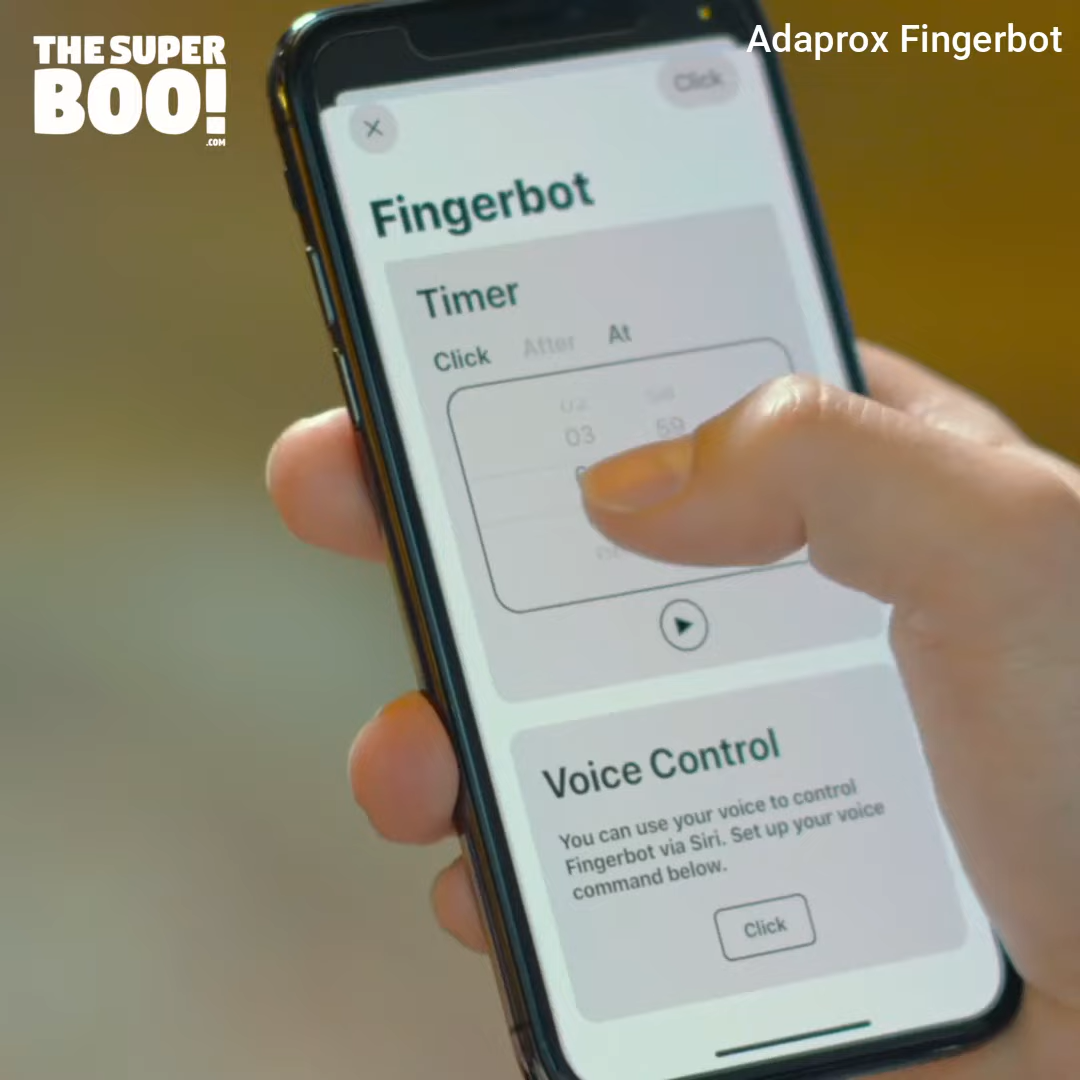 THE SUPER
BOO!
.COM
Adaprox Fingerbot
Click
Fingerbot
Timer
Click After At
03 59
Voice Control
You can use your voice to control
Fingerbot via Siri. Set up your voice
command below.
Click